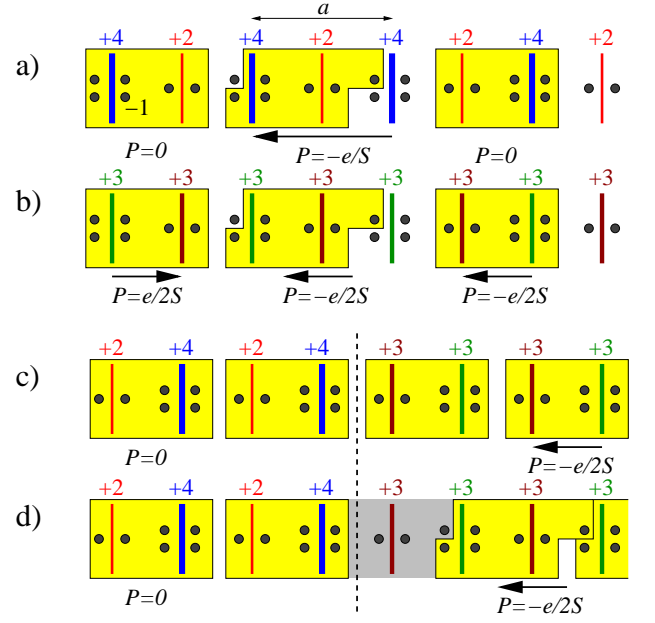 a
+4 +2 +4 +2 +4 +2 +4 +2
a) −1
P=0 P=−e/S P=0
+3 +3 +3 +3 +3 +3 +3 +3
b)
P=e/2S P=−e/2S P=−e/2S
+2 +4 +2 +4 +3 +3 +3 +3
c)
P=0 P=−e/2S
+2 +4 +2 +4 +3 +3 +3 +3
d)
P=0 P=−e/2S